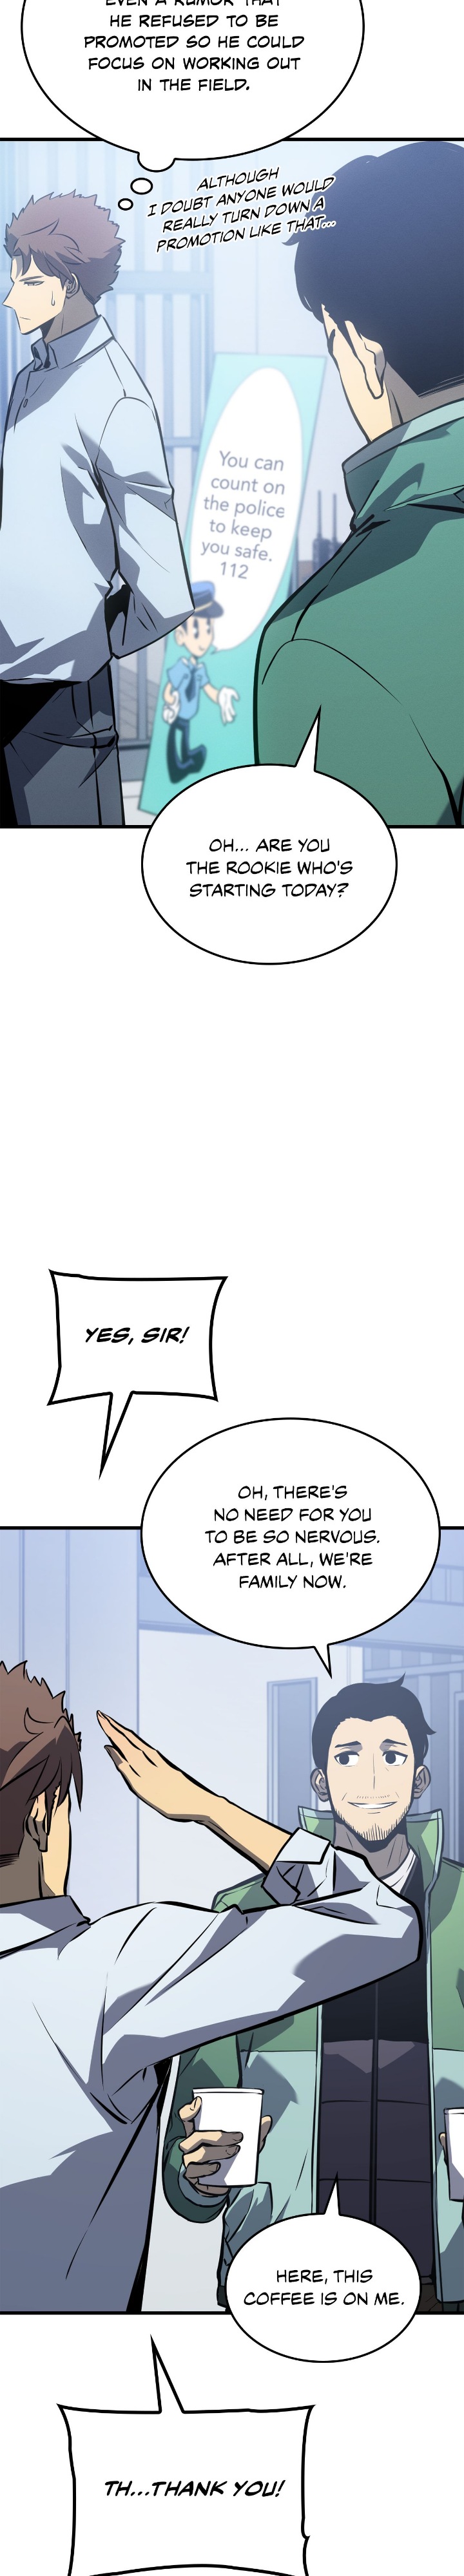 EVEN A RUMOR THAT
HE REFUSED TO BE
PROMOTED SO HE COULD
FOCUS ON WORKING OUT
IN THE FIELD.
ALTHOUGH
I DOUBT ANYONE WOULD
REALLY TURN DOWN A
PROMOTION LIKE THAT...
You can
count on
the police
to keep
you safe.
112
OH... ARE YOU
THE ROOKIE WHO'S
STARTING TODAY?
YES, SIR!
OH, THERE'S
NO NEED FOR YOU
TO BE SO NERVOUS.
AFTER ALL, WE'RE
FAMILY NOW.
HERE, THIS
COFFEE IS ON ME.
TH...THANK YOU!